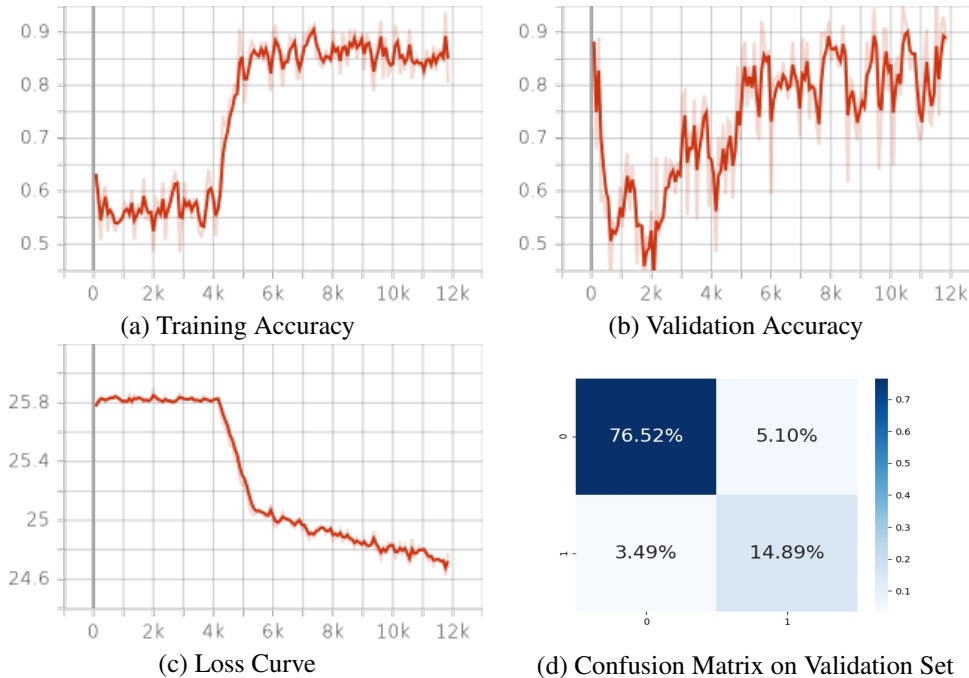 0.9
0.8
0.7
0.6
0.5
0 2k 4k 6k 8k 10k 12k
(a) Training Accuracy
0.9
0.8
0.7
0.6
0.5
0 2k 4k 6k 8k 10k 12k
(b) Validation Accuracy
25.8
25.4
25
24.6
0 2k 4k 6k 8k 10k 12k
(c) Loss Curve
0 76.52% 5.10%
1 3.49% 14.89%
0 1
0.7
0.6
0.5
0.4
0.3
0.2
0.1
(d) Confusion Matrix on Validation Set